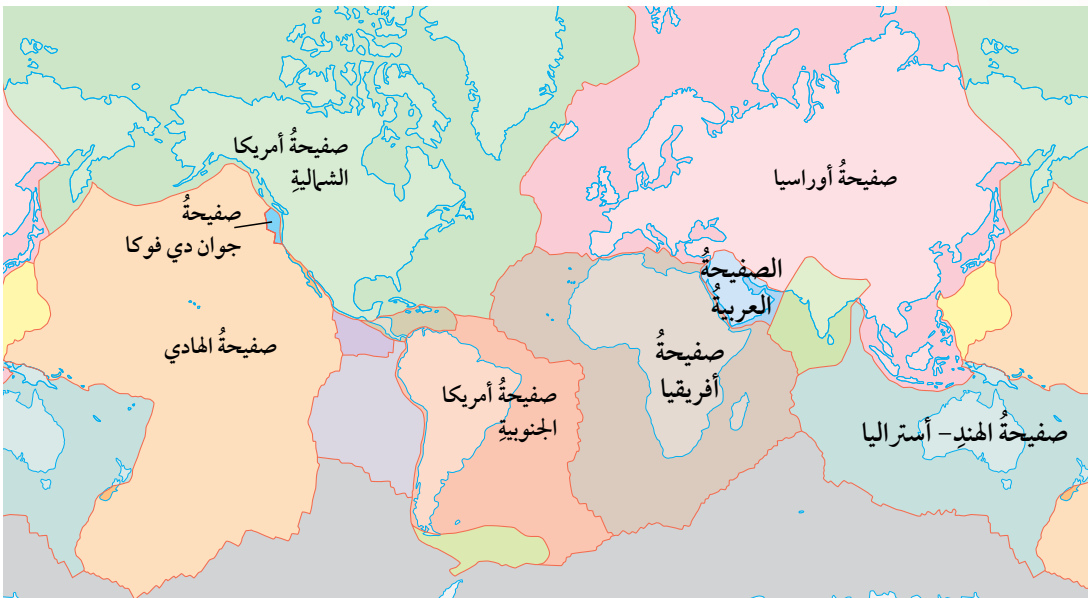 صفيحةُ أمريكا
الشماليةِ
صفيحةُ أوراسيا
صفيحةُ
جوان دي فوكا
الصفيحةُ
العربيةُ
صفيحةُ الهادي
صفيحةُ
أفريقيا
صفيحةُ أمريكا
الجنوبيةِ
صفيحةُ الهندِ – أستراليا